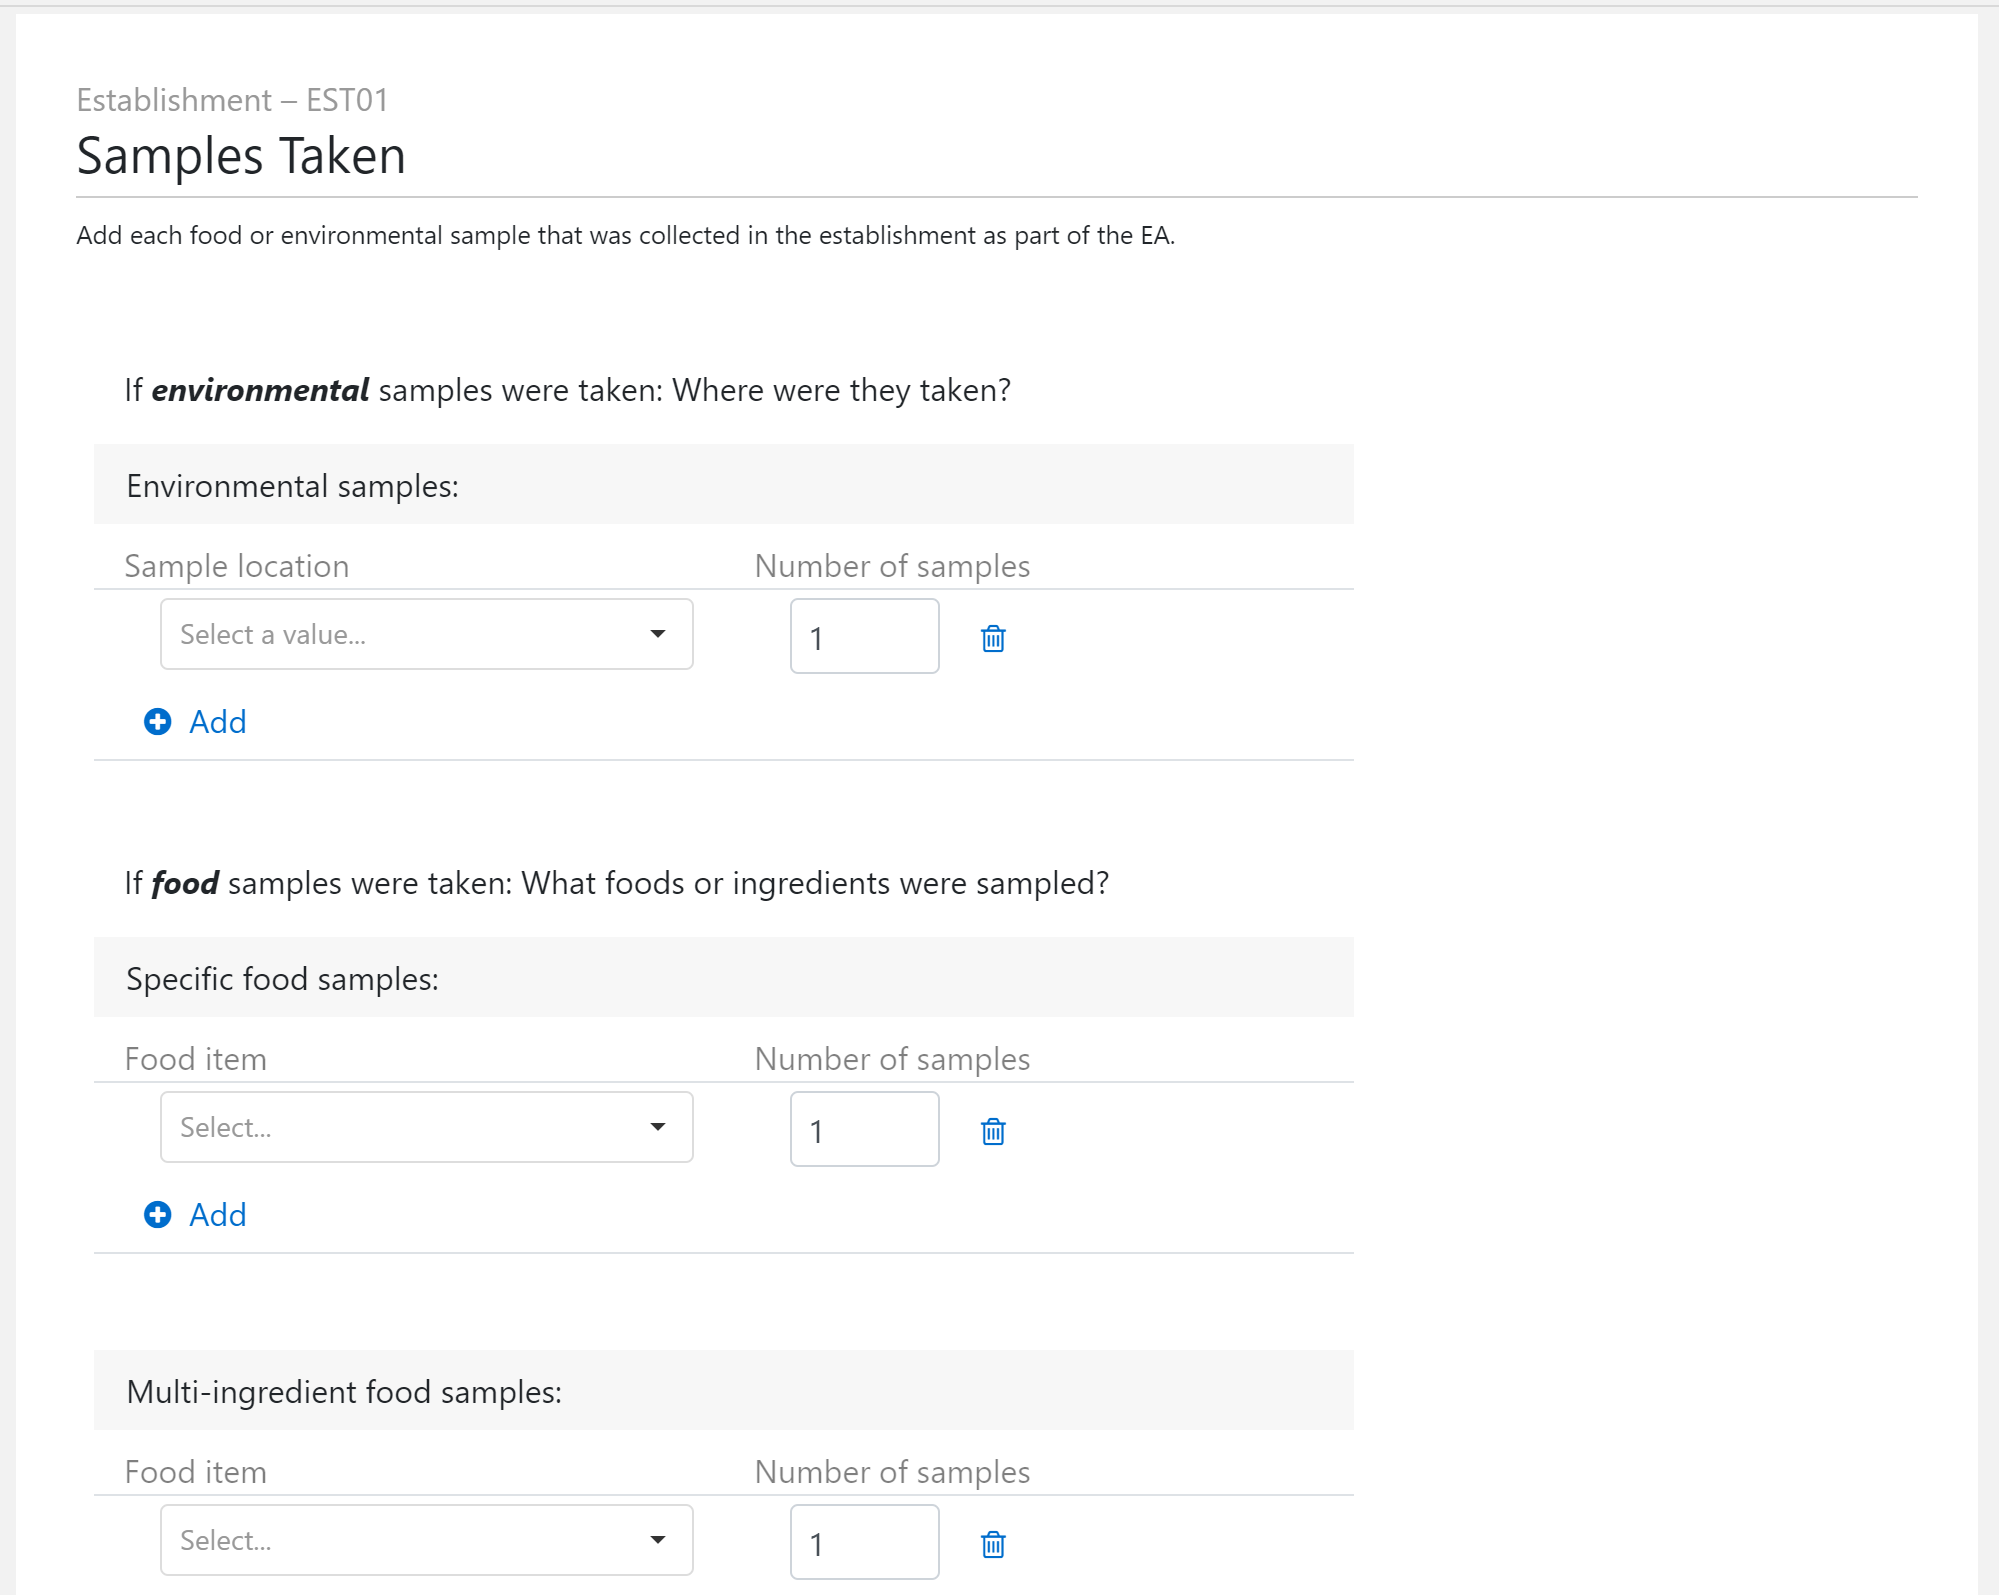 Establishment – EST01
Samples Taken
Add each food or environmental sample that was collected in the establishment as part of the EA.
If environmental samples were taken: Where were they taken?
Environmental samples:
Sample location Number of samples
Select a value... 1
Add
If food samples were taken: What foods or ingredients were sampled?
Specific food samples:
Food item Number of samples
Select... 1
Add
Multi-ingredient food samples:
Food item Number of samples
Select... 1